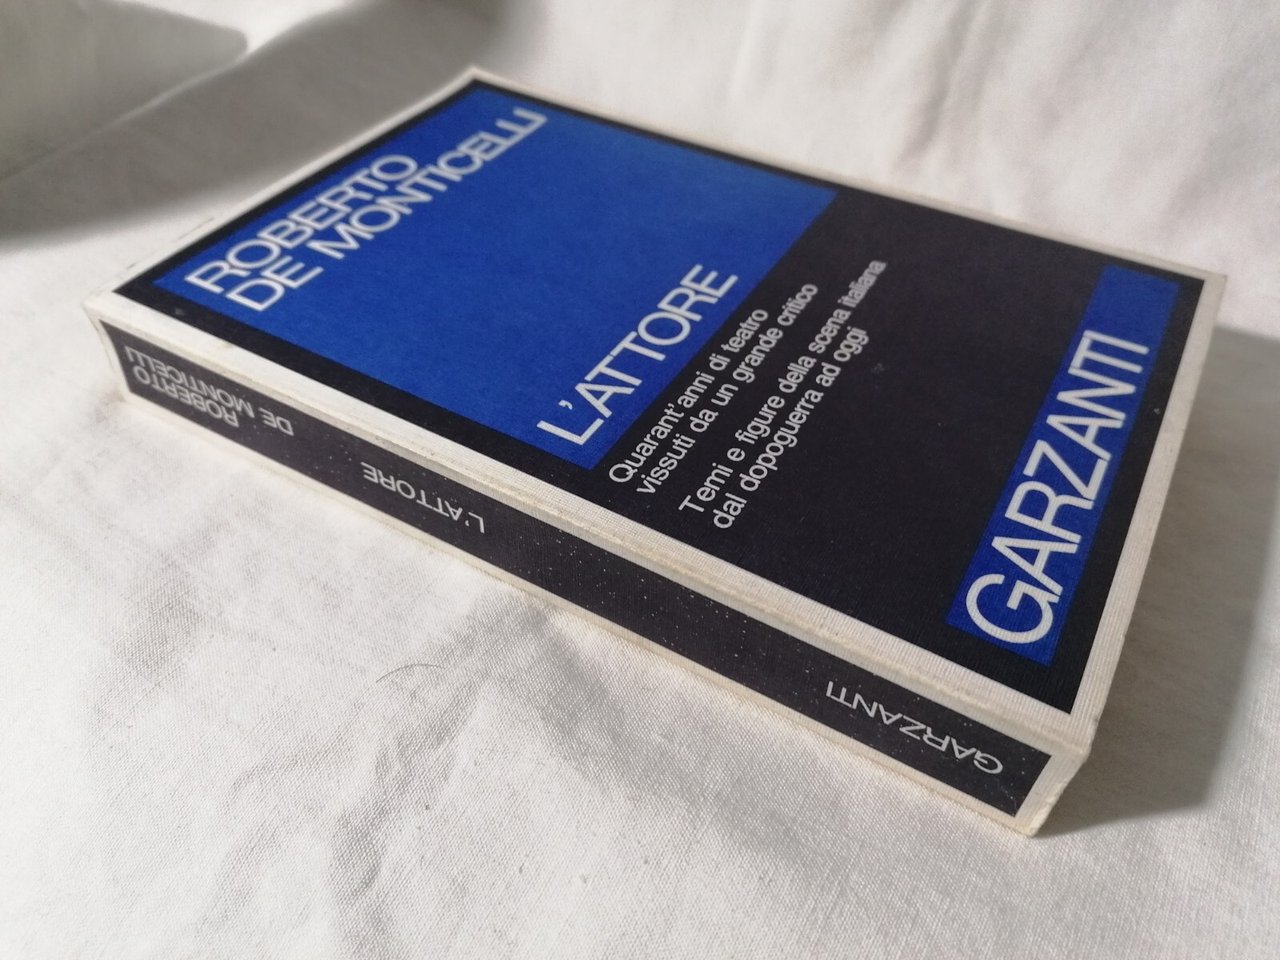 ROBERTO
DE MONTICELLI
L'ATTORE
Quarant'anni di teatro
vissuti da un grande critico
Temi e figure della scena italiana
dal dopoguerra ad oggi
GARZANTI
ROBERTO
DE MONTICELLI
L'ATTORE
GARZANTI